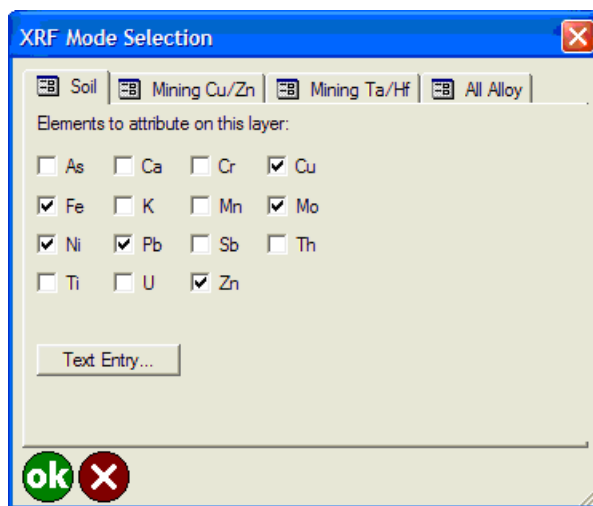 XRF Mode Selection
Soil Mining Cu/Zn Mining Ta/Hf All Alloy
Elements to attribute on this layer:
As Ca Cr Cu
Fe K Mn Mo
Ni Pb Sb Th
Ti U Zn
Text Entry...
ok